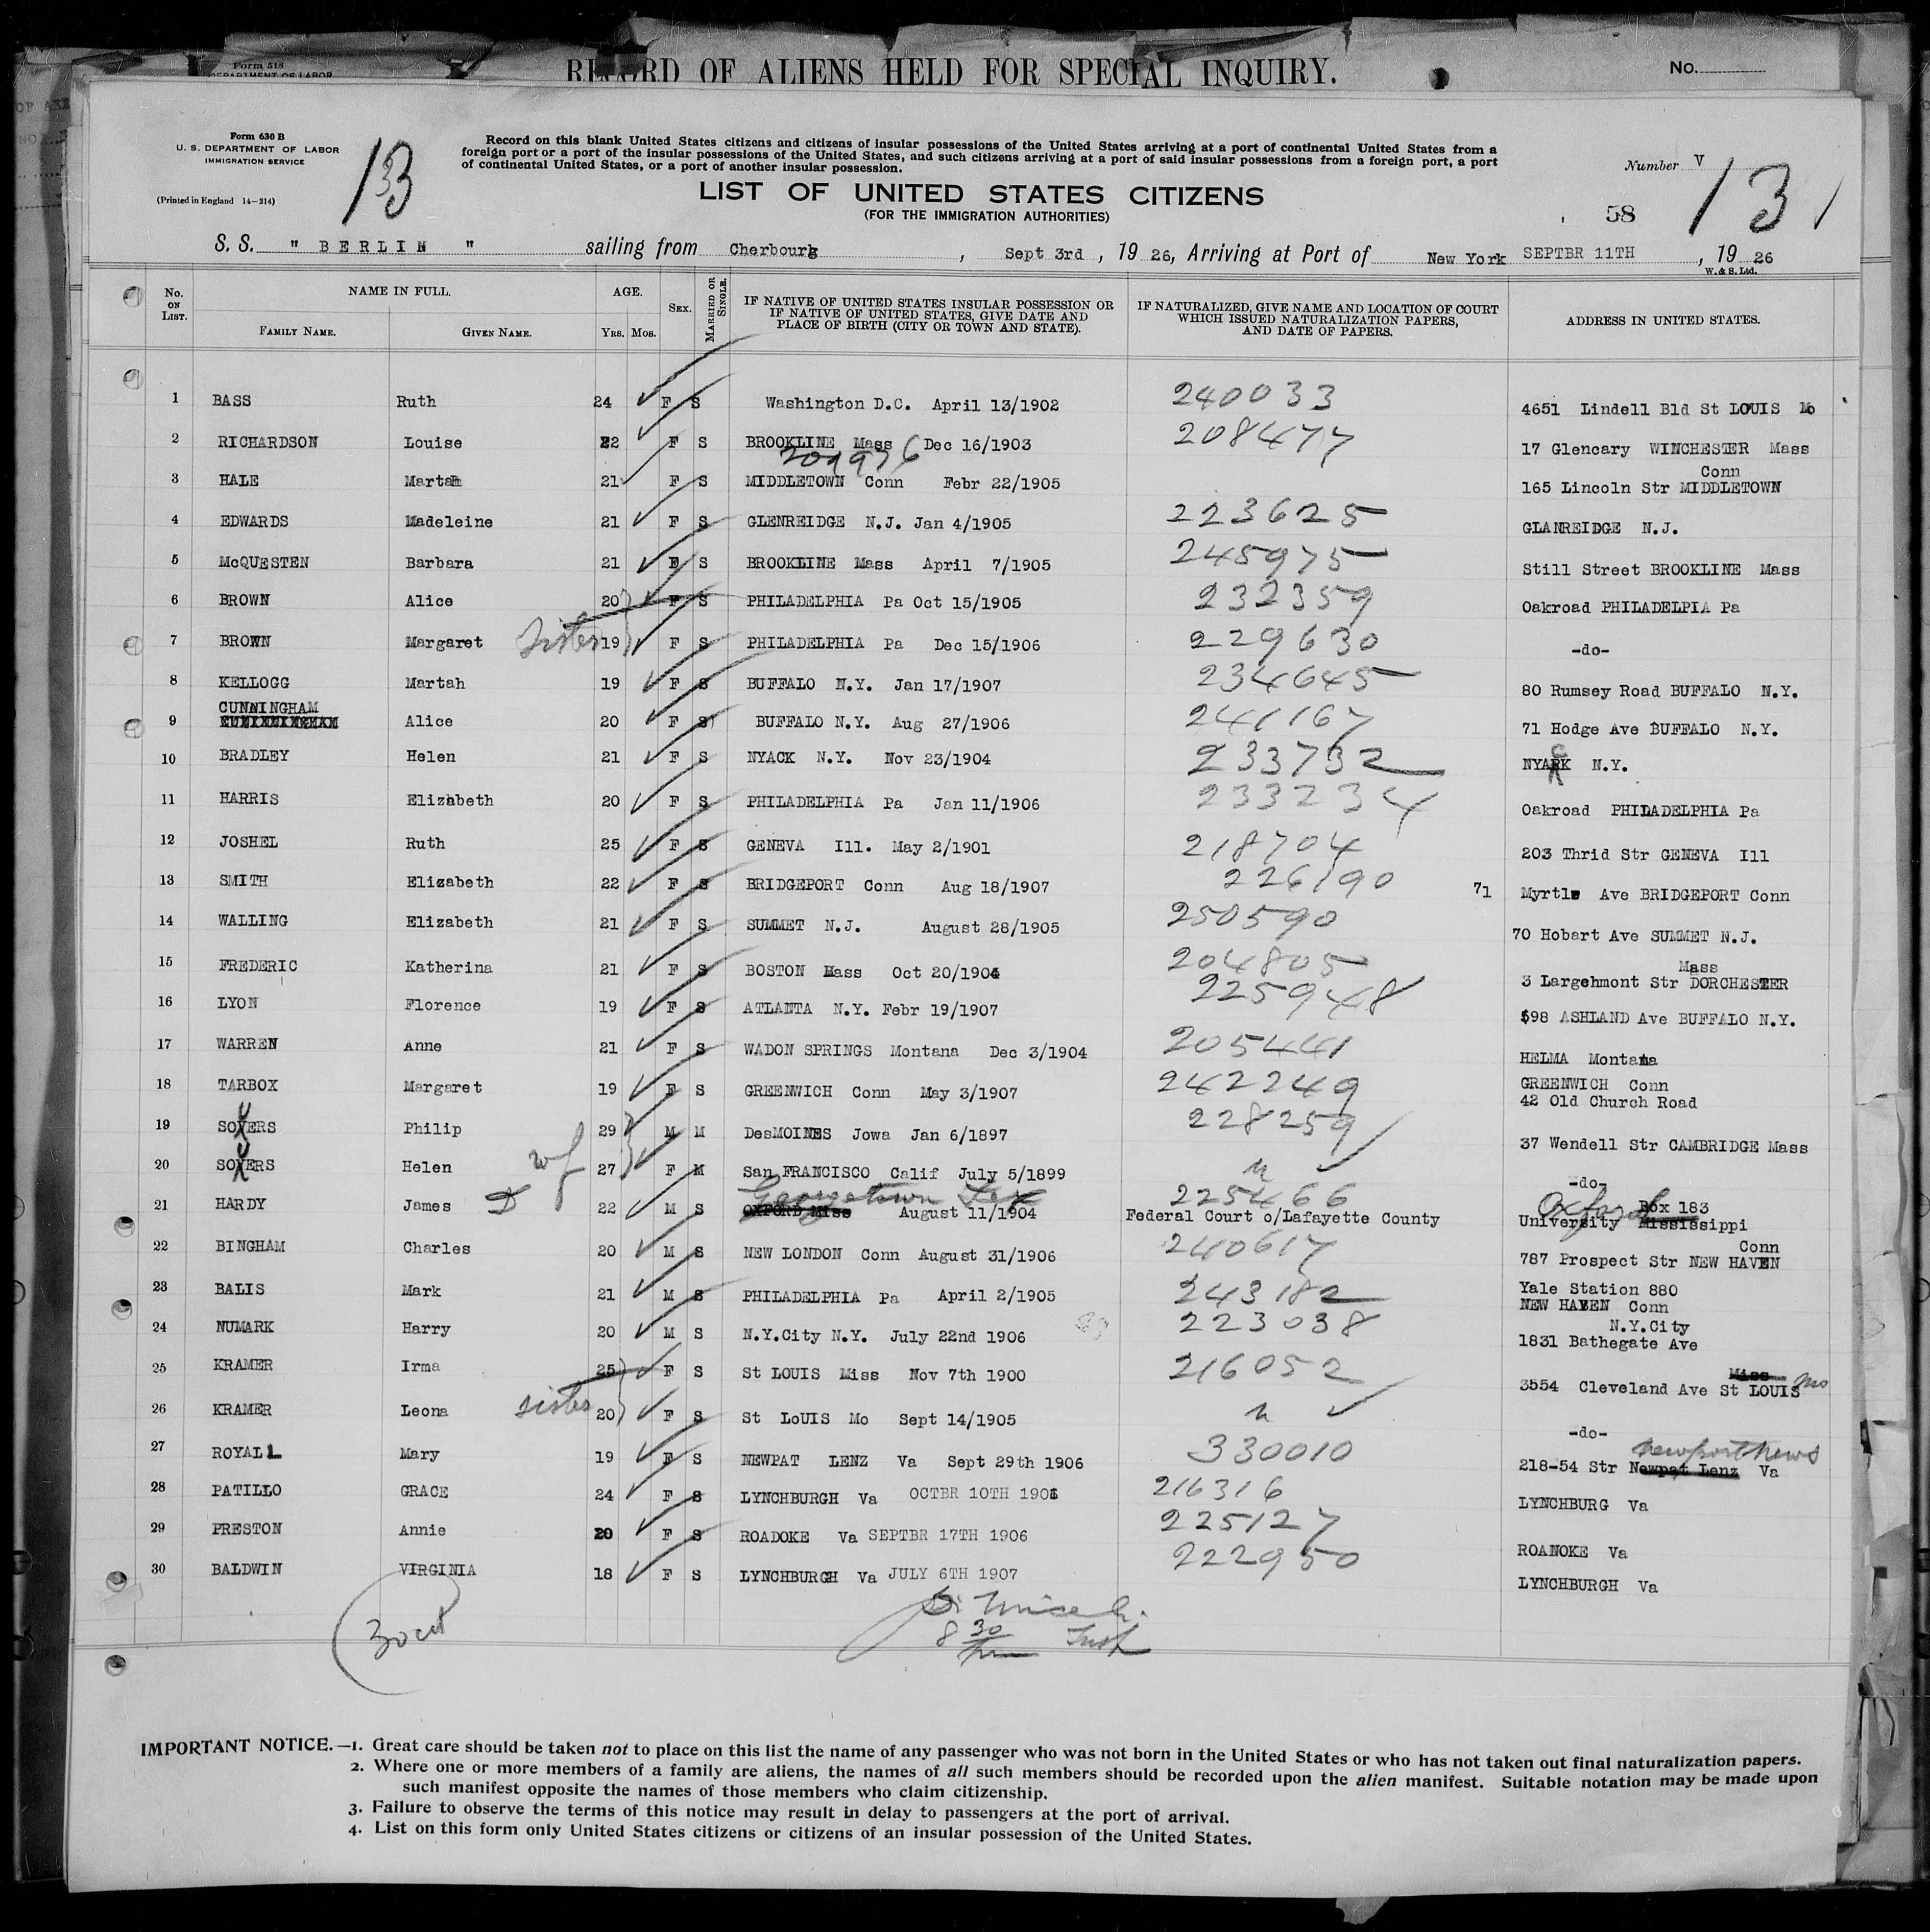 Form 518
DEPARTMENT OF LABOR
RECORD OF ALIENS HELD FOR SPECIAL INQUIRY.
No.
Form 630 B
U. S. DEPARTMENT OF LABOR
IMMIGRATION SERVICE
(Printed in England 14-214)
133
Record on this blank United States citizens and citizens of insular possessions of the United States arriving at a port of continental United States from a
foreign port or a port of the insular possessions of the United States, and such citizens arriving at a port of said insular possessions from a foreign port, a port
of continental United States, or a port of another insular possession.
LIST OF UNITED STATES CITIZENS
(FOR THE IMMIGRATION AUTHORITIES)
Number V
58
131
S. S. " BERLIN " sailing from Cherbourg, Sept 3rd, 19 26, Arriving at Port of New York SEPTBR 11TH, 19 26
W. & S. Ltd.
No. ON LIST. NAME IN FULL. FAMILY NAME. GIVEN NAME. AGE. YRS. MOS. SEX. MARRIED OR SINGLE. IF NATIVE OF UNITED STATES INSULAR POSSESSION OR IF NATIVE OF UNITED STATES, GIVE DATE AND PLACE OF BIRTH (CITY OR TOWN AND STATE). IF NATURALIZED, GIVE NAME AND LOCATION OF COURT WHICH ISSUED NATURALIZATION PAPERS, AND DATE OF PAPERS. ADDRESS IN UNITED STATES.
1 BASS Ruth 24 F S Washington D.C. April 13/1902 240033 4651 Lindell Bld St LOUIS Mo
2 RICHARDSON Louise 22 F S BROOKLINE Mass Dec 16/1903 208477 17 Glencary WINCHESTER Mass
3 HALE Martah 21 F S MIDDLETOWN Conn Febr 22/1905 165 Lincoln Str MIDDLETOWN Conn
4 EDWARDS Madeleine 21 F S GLENREIDGE N.J. Jan 4/1905 223625 GLANREIDGE N.J.
5 McQUESTEN Barbara 21 F S BROOKLINE Mass April 7/1905 245975 Still Street BROOKLINE Mass
6 BROWN Alice 20 F S PHILADELPHIA Pa Oct 15/1905 232359 Oakroad PHILADELPIA Pa
7 BROWN Margaret sisters 19 F S PHILADELPHIA Pa Dec 15/1906 229630 -do-
8 KELLOGG Martah 19 F S BUFFALO N.Y. Jan 17/1907 234645 80 Rumsey Road BUFFALO N.Y.
9 CUNNINGHAM Alice 20 F S BUFFALO N.Y. Aug 27/1906 241167 71 Hodge Ave BUFFALO N.Y.
10 BRADLEY Helen 21 F S NYACK N.Y. Nov 23/1904 233732 NYACK N.Y.
11 HARRIS Elizabeth 20 F S PHILADELPHIA Pa Jan 11/1906 233234 Oakroad PHILADELPHIA Pa
12 JOSHEL Ruth 25 F S GENEVA Ill. May 2/1901 218704 203 Thrid Str GENEVA Ill
13 SMITH Elizabeth 22 F S BRIDGEPORT Conn Aug 18/1907 226190 71 Myrtle Ave BRIDGEPORT Conn
14 WALLING Elizabeth 21 F S SUMMET N.J. August 28/1905 250590 70 Hobart Ave SUMMET N.J.
15 FREDERIC Katherina 21 F S BOSTON Mass Oct 20/1904 204805 3 Largehmont Str DORCHESTER Mass
16 LYON Florence 19 F S ATLANTA N.Y. Febr 19/1907 225948 598 ASHLAND Ave BUFFALO N.Y.
17 WARREN Anne 21 F S WADON SPRINGS Montana Dec 3/1904 205441 HELMA Montana
18 TARBOX Margaret 19 F S GREENWICH Conn May 3/1907 242249 GREENWICH Conn 42 Old Church Road
19 SOUERS Philip 29 M M DesMOINES Jowa Jan 6/1897 228259 37 Wendell Str CAMBRIDGE Mass
20 SOUERS Helen wf 27 F M San FRANCISCO Calif July 5/1899 " -do-
21 HARDY James D 22 M S OXFORD Miss Georgetown Tex August 11/1904 225466 Federal Court o/Lafayette County Oxford Box 183 University Mississippi
22 BINGHAM Charles 20 M S NEW LONDON Conn August 31/1906 240617 787 Prospect Str NEW HAVEN Conn
23 BALIS Mark 21 M S PHILADELPHIA Pa April 2/1905 243182 Yale Station 880 NEW HAVEN Conn
24 NUMARK Harry 20 M S N.Y.City N.Y. July 22nd 1906 223038 N.Y.City 1831 Bathegate Ave
25 KRAMER Irma 25 F S St LOUIS Miss Nov 7th 1900 216052 3554 Cleveland Ave St LOUIS Miss Mo
26 KRAMER Leona sisters 20 F S St LoUIS Mo Sept 14/1905 " -do-
27 ROYALL Mary 19 F S NEWPAT LENZ Va Sept 29th 1906 330010 218-54 Str Newpat Lenz newport News Va
28 PATILLO GRACE 24 F S LYNCHBURGH Va OCTBR 10TH 1901 216316 LYNCHBURG Va
29 PRESTON Annie 20 F S ROADOKE Va SEPTBR 17TH 1906 225127 ROANOKE Va
30 BALDWIN VIRGINIA 18 F S LYNCHBURGH Va JULY 6TH 1907 222950 LYNCHBURGH Va
8 30
IMPORTANT NOTICE.—1. Great care should be taken not to place on this list the name of any passenger who was not born in the United States or who has not taken out final naturalization papers.
2. Where one or more members of a family are aliens, the names of all such members should be recorded upon the alien manifest. Suitable notation may be made upon
such manifest opposite the names of those members who claim citizenship.
3. Failure to observe the terms of this notice may result in delay to passengers at the port of arrival.
4. List on this form only United States citizens or citizens of an insular possession of the United States.